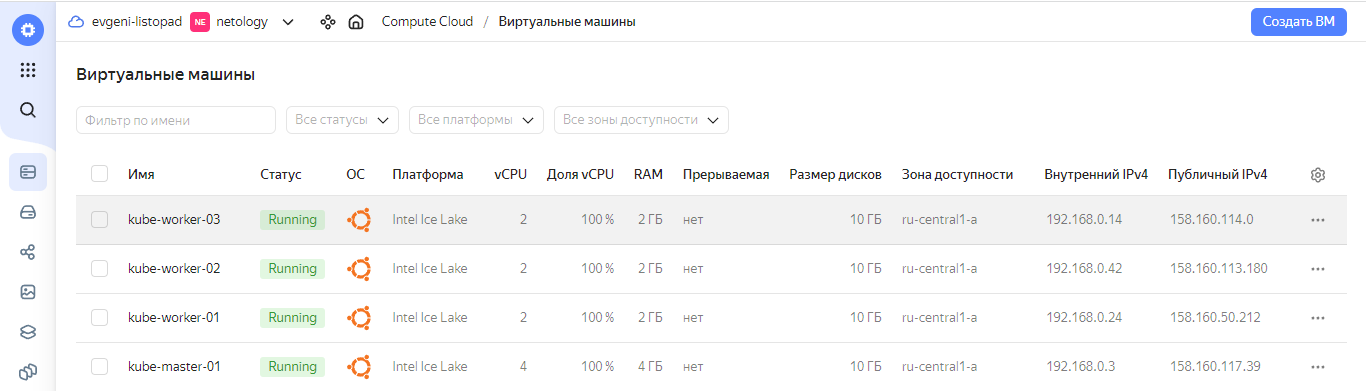 evgeni-listopad NE netology Compute Cloud / Виртуальные машины Создать ВМ
Виртуальные машины
Фильтр по имени Все статусы Все платформы Все зоны доступности
Имя Статус ОС Платформа vCPU Доля vCPU RAM Прерываемая Размер дисков Зона доступности Внутренний IPv4 Публичный IPv4
kube-worker-03 Running Intel Ice Lake 2 100 % 2 ГБ нет 10 ГБ ru-central1-a 192.168.0.14 158.160.114.0
kube-worker-02 Running Intel Ice Lake 2 100 % 2 ГБ нет 10 ГБ ru-central1-a 192.168.0.42 158.160.113.180
kube-worker-01 Running Intel Ice Lake 2 100 % 2 ГБ нет 10 ГБ ru-central1-a 192.168.0.24 158.160.50.212
kube-master-01 Running Intel Ice Lake 4 100 % 4 ГБ нет 10 ГБ ru-central1-a 192.168.0.3 158.160.117.39